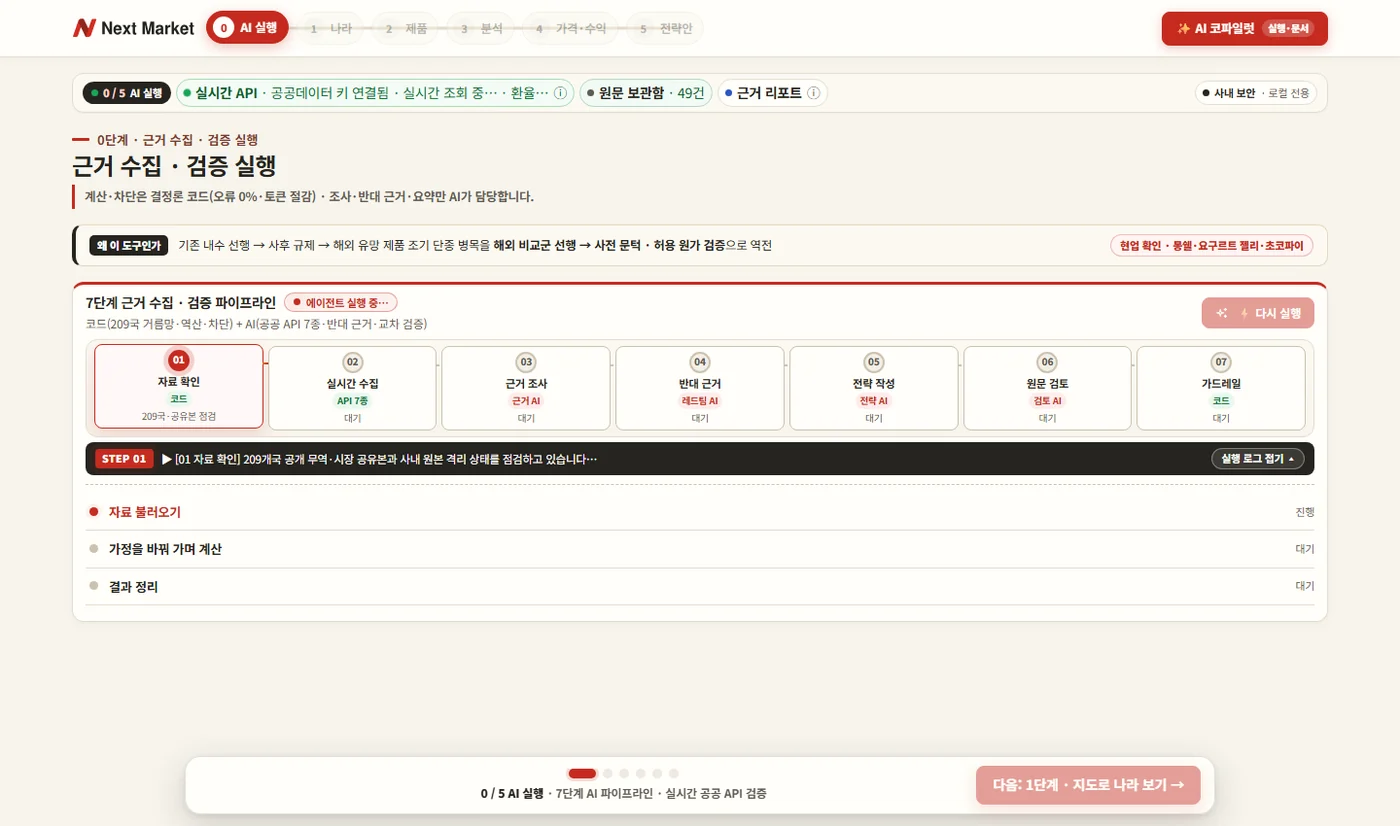 Next Market
0 AI 실행
1 나라
2 제품
3 분석
4 가격·수익
5 전략안
✨ AI 코파일럿 실행·문서
0 / 5 AI 실행
실시간 API · 공공데이터 키 연결됨 · 실시간 조회 중… · 환율… ⓘ
원문 보관함 · 49건
근거 리포트 ⓘ
사내 보안 · 로컬 전용
0단계 · 근거 수집 · 검증 실행
근거 수집 · 검증 실행
계산·차단은 결정론 코드(오류 0%·토큰 절감) · 조사·반대 근거·요약만 AI가 담당합니다.
왜 이 도구인가 기존 내수 선행 → 사후 규제 → 해외 유망 제품 조기 단종 병목을 해외 비교군 선행 → 사전 문턱 · 허용 원가 검증으로 역전
현업 확인 · 몽쉘·요구르트 젤리·초코파이
7단계 근거 수집 · 검증 파이프라인 에이전트 실행 중…
코드(209국 거름망·역산·차단) + AI(공공 API 7종·반대 근거·교차 검증)
다시 실행
01
자료 확인
코드
209국·공유본 점검
02
실시간 수집
API 7종
대기
03
근거 조사
근거 AI
대기
04
반대 근거
레드팀 AI
대기
05
전략 작성
전략 AI
대기
06
원문 검토
검토 AI
대기
07
가드레일
코드
대기
STEP 01 ▶ [01 자료 확인] 209개국 공개 무역·시장 공유본과 사내 원본 격리 상태를 점검하고 있습니다…
실행 로그 접기 ▲
자료 불러오기 진행
가정을 바꿔 가며 계산 대기
결과 정리 대기
0 / 5 AI 실행 · 7단계 AI 파이프라인 · 실시간 공공 API 검증
다음: 1단계 · 지도로 나라 보기 →